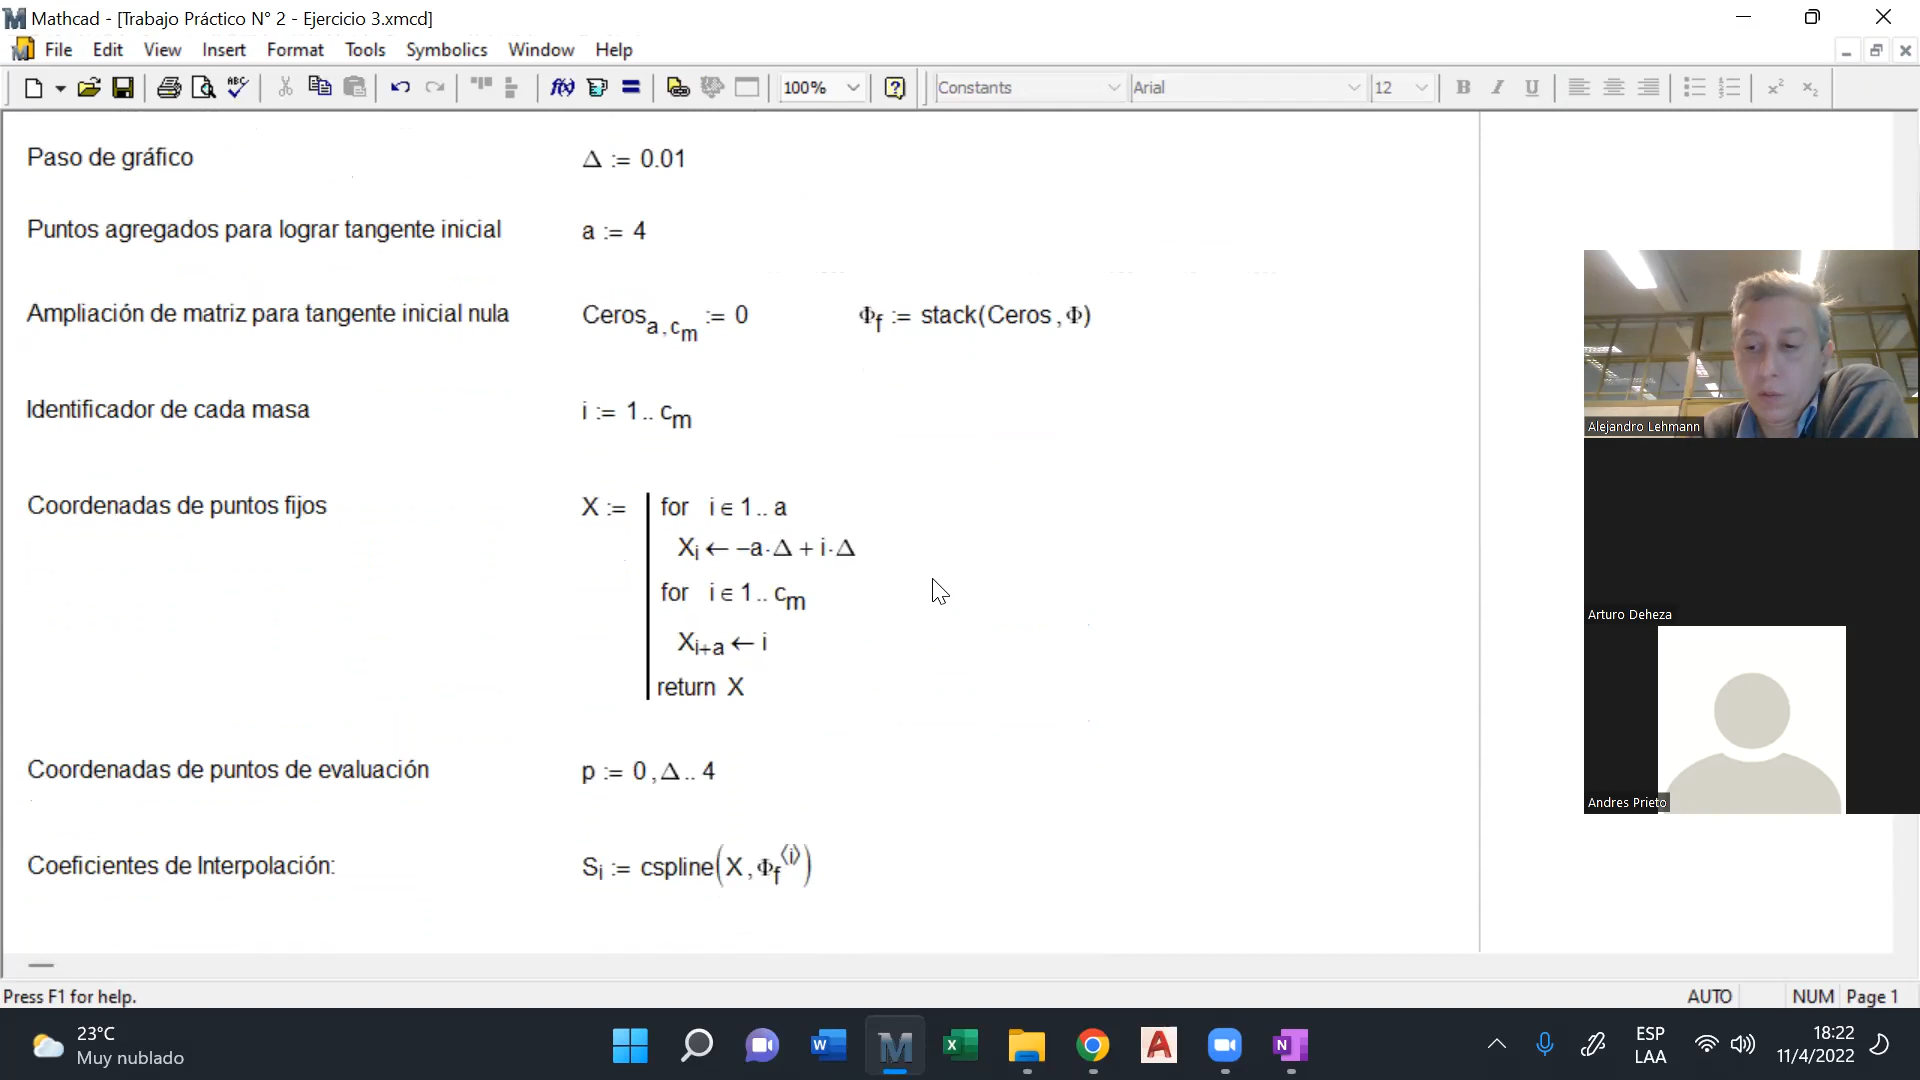 Mathcad - [Trabajo Práctico N° 2 - Ejercicio 3.xmcd]
File Edit View Insert Format Tools Symbolics Window Help
100% Constants Arial 12 B I U
Paso de gráfico Δ := 0.01
Puntos agregados para lograr tangente inicial a := 4
Ampliación de matriz para tangente inicial nula Ceros a , c m := 0 Φf := stack(Ceros , Φ)
Identificador de cada masa i := 1 .. cm
Coordenadas de puntos fijos X := for i ∈ 1 .. a
Xi ← −a·Δ + i·Δ
for i ∈ 1 .. cm
Xi+a ← i
return X
Coordenadas de puntos de evaluación p := 0 , Δ .. 4
Coeficientes de Interpolación: Si := cspline(X , Φf⟨i⟩)
Alejandro Lehmann
Arturo Deheza
Andres Prieto
Press F1 for help. AUTO NUM Page 1
23°C
Muy nublado
ESP
LAA
18:22
11/4/2022